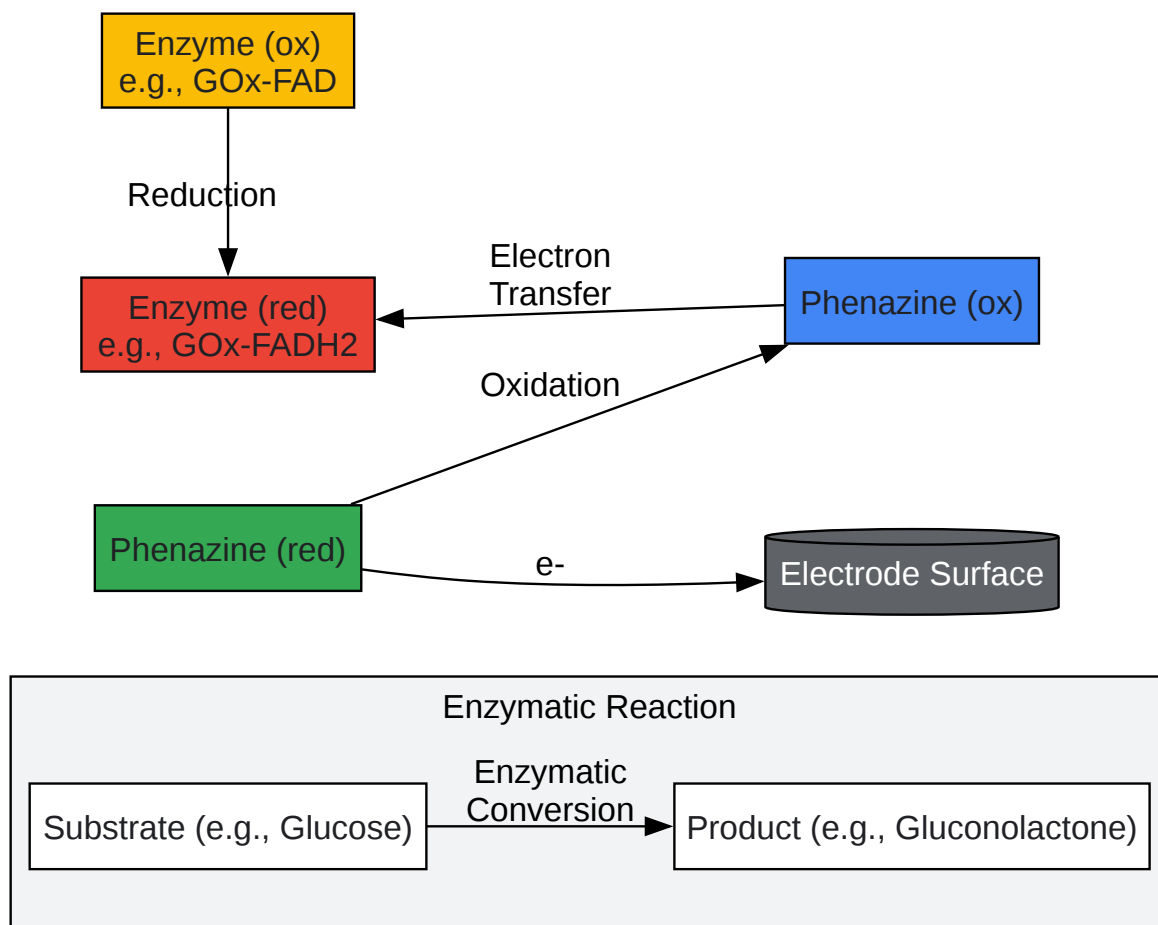 Enzyme (ox)
e.g., GOx-FAD
Reduction
Electron
Transfer
Enzyme (red)
e.g., GOx-FADH2
Phenazine (ox)
Oxidation
Phenazine (red)
e-
Electrode Surface
Enzymatic Reaction
Enzymatic
Conversion
Substrate (e.g., Glucose)
Product (e.g., Gluconolactone)